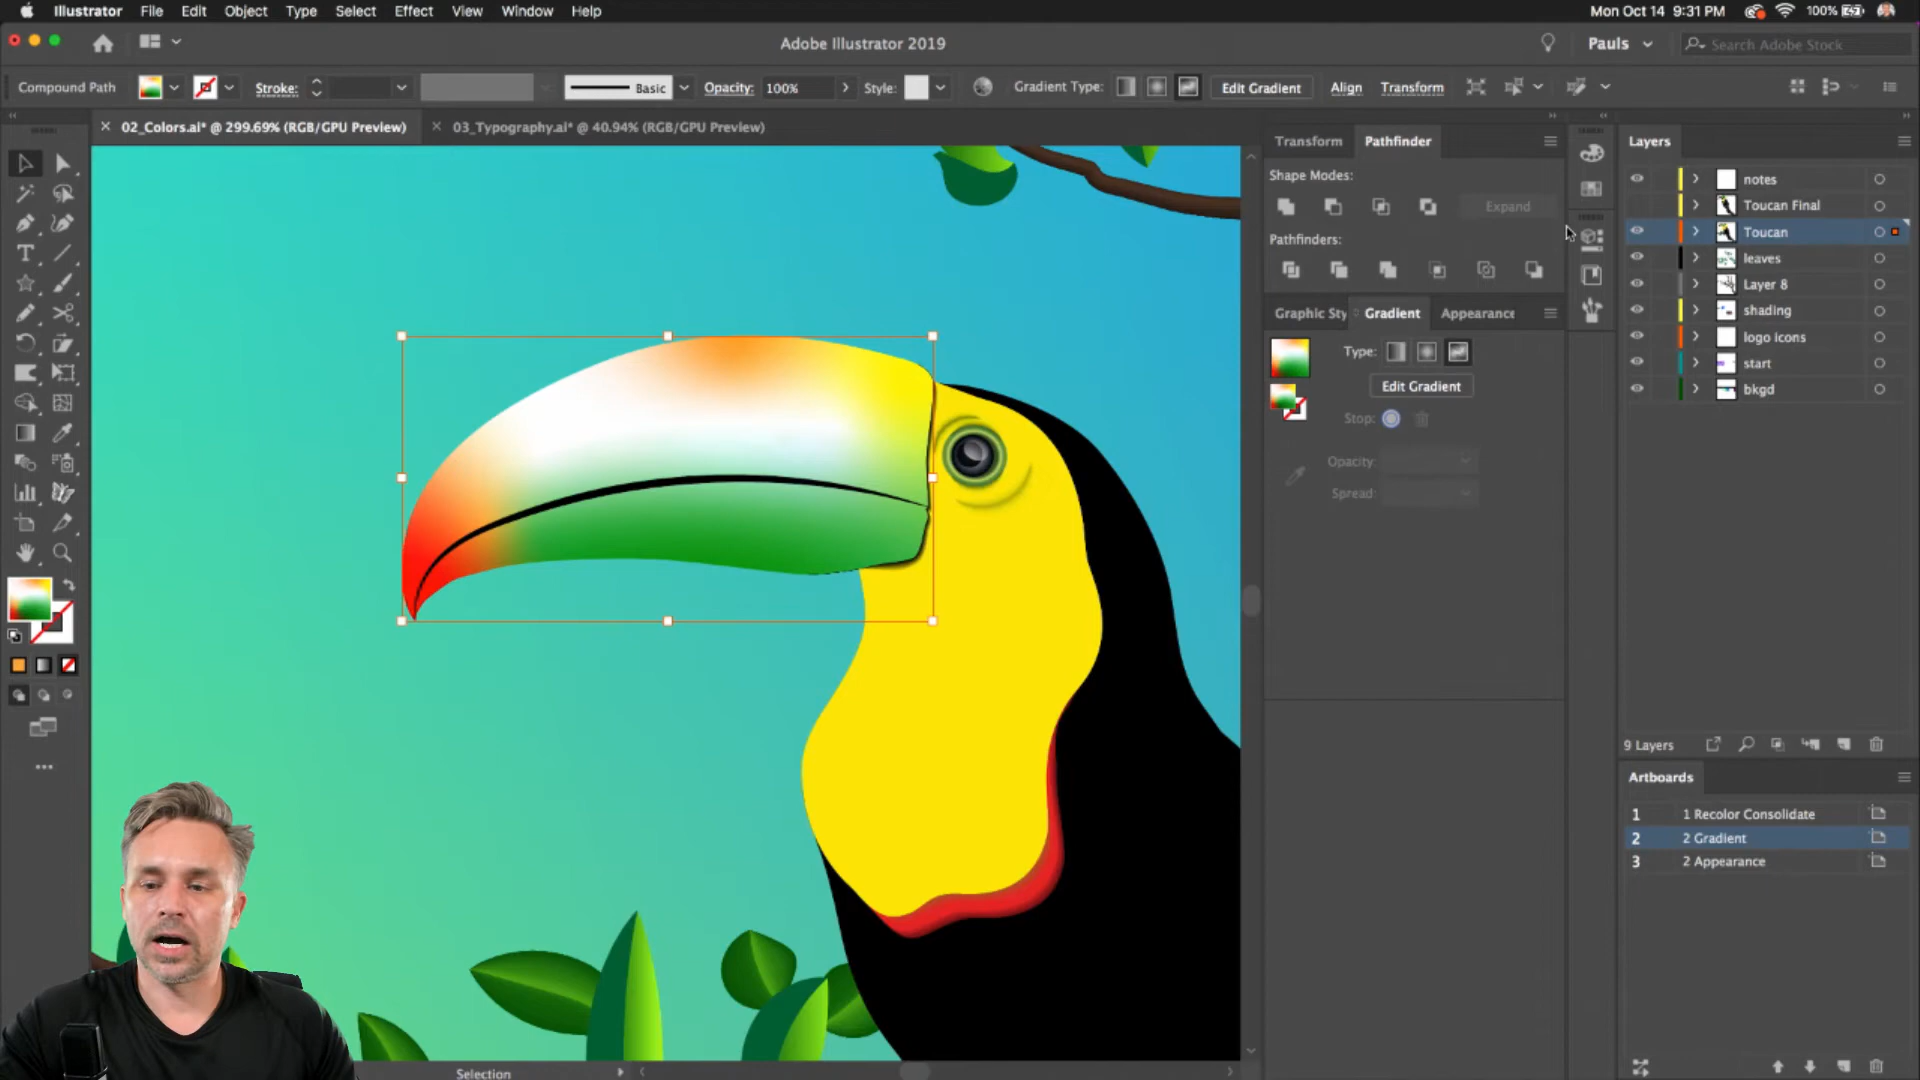 Illustrator File Edit Object Type Select Effect View Window Help Mon Oct 14 9:31 PM 100%
Adobe Illustrator 2019 Pauls Search Adobe Stock
Compound Path Stroke: Basic Opacity: 100% Style: Gradient Type: Edit Gradient Align Transform
02_Colors.ai* @ 299.69% (RGB/GPU Preview) 03_Typography.ai* @ 40.94% (RGB/GPU Preview)
Transform Pathfinder
Shape Modes:
Expand
Pathfinders:
Graphic Sty Gradient Appearance
Type:
Edit Gradient
Stop:
Opacity:
Spread:
Layers
notes
Toucan Final
Toucan
leaves
Layer 8
shading
logo icons
start
bkgd
9 Layers
Artboards
1 1 Recolor Consolidate
2 2 Gradient
3 2 Appearance
Selection